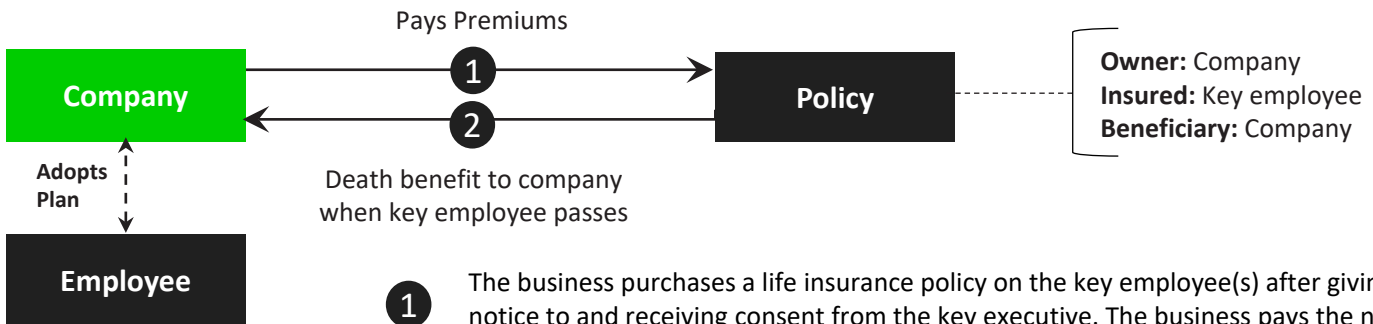 Pays Premiums
1
Company
Policy
Owner: Company
Insured: Key employee
Beneficiary: Company
2
Adopts
Plan
Death benefit to company
when key employee passes
Employee
1
The business purchases a life insurance policy on the key employee(s) after
notice to and receiving consent from the key executive. The business pays the